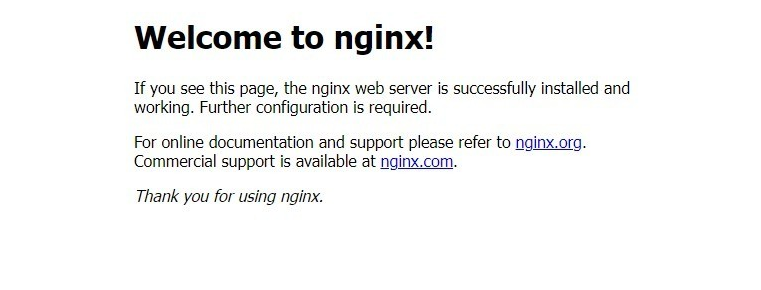 Welcome to nginx!
If you see this page, the nginx web server is successfully installed and
working. Further configuration is required.
For online documentation and support please refer to nginx.org.
Commercial support is available at nginx.com.
Thank you for using nginx.